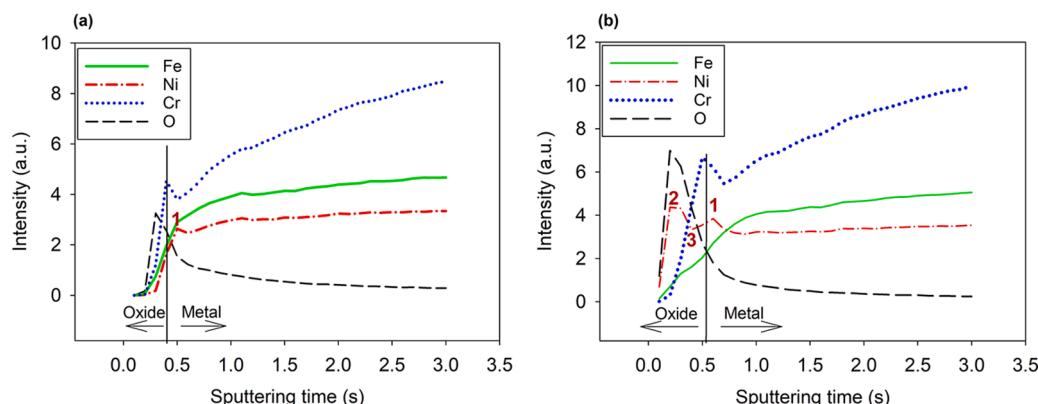 (a)
10
8
6
4
2
0
Intensity (a.u.)
Fe
Ni
Cr
O
1
Oxide
Metal
0.0 0.5 1.0 1.5 2.0 2.5 3.0 3.5
Sputtering time (s)
(b)
12
10
8
6
4
2
0
Intensity (a.u.)
Fe
Ni
Cr
O
2
1
3
Oxide
Metal
0.0 0.5 1.0 1.5 2.0 2.5 3.0 3.5
Sputtering time (s)